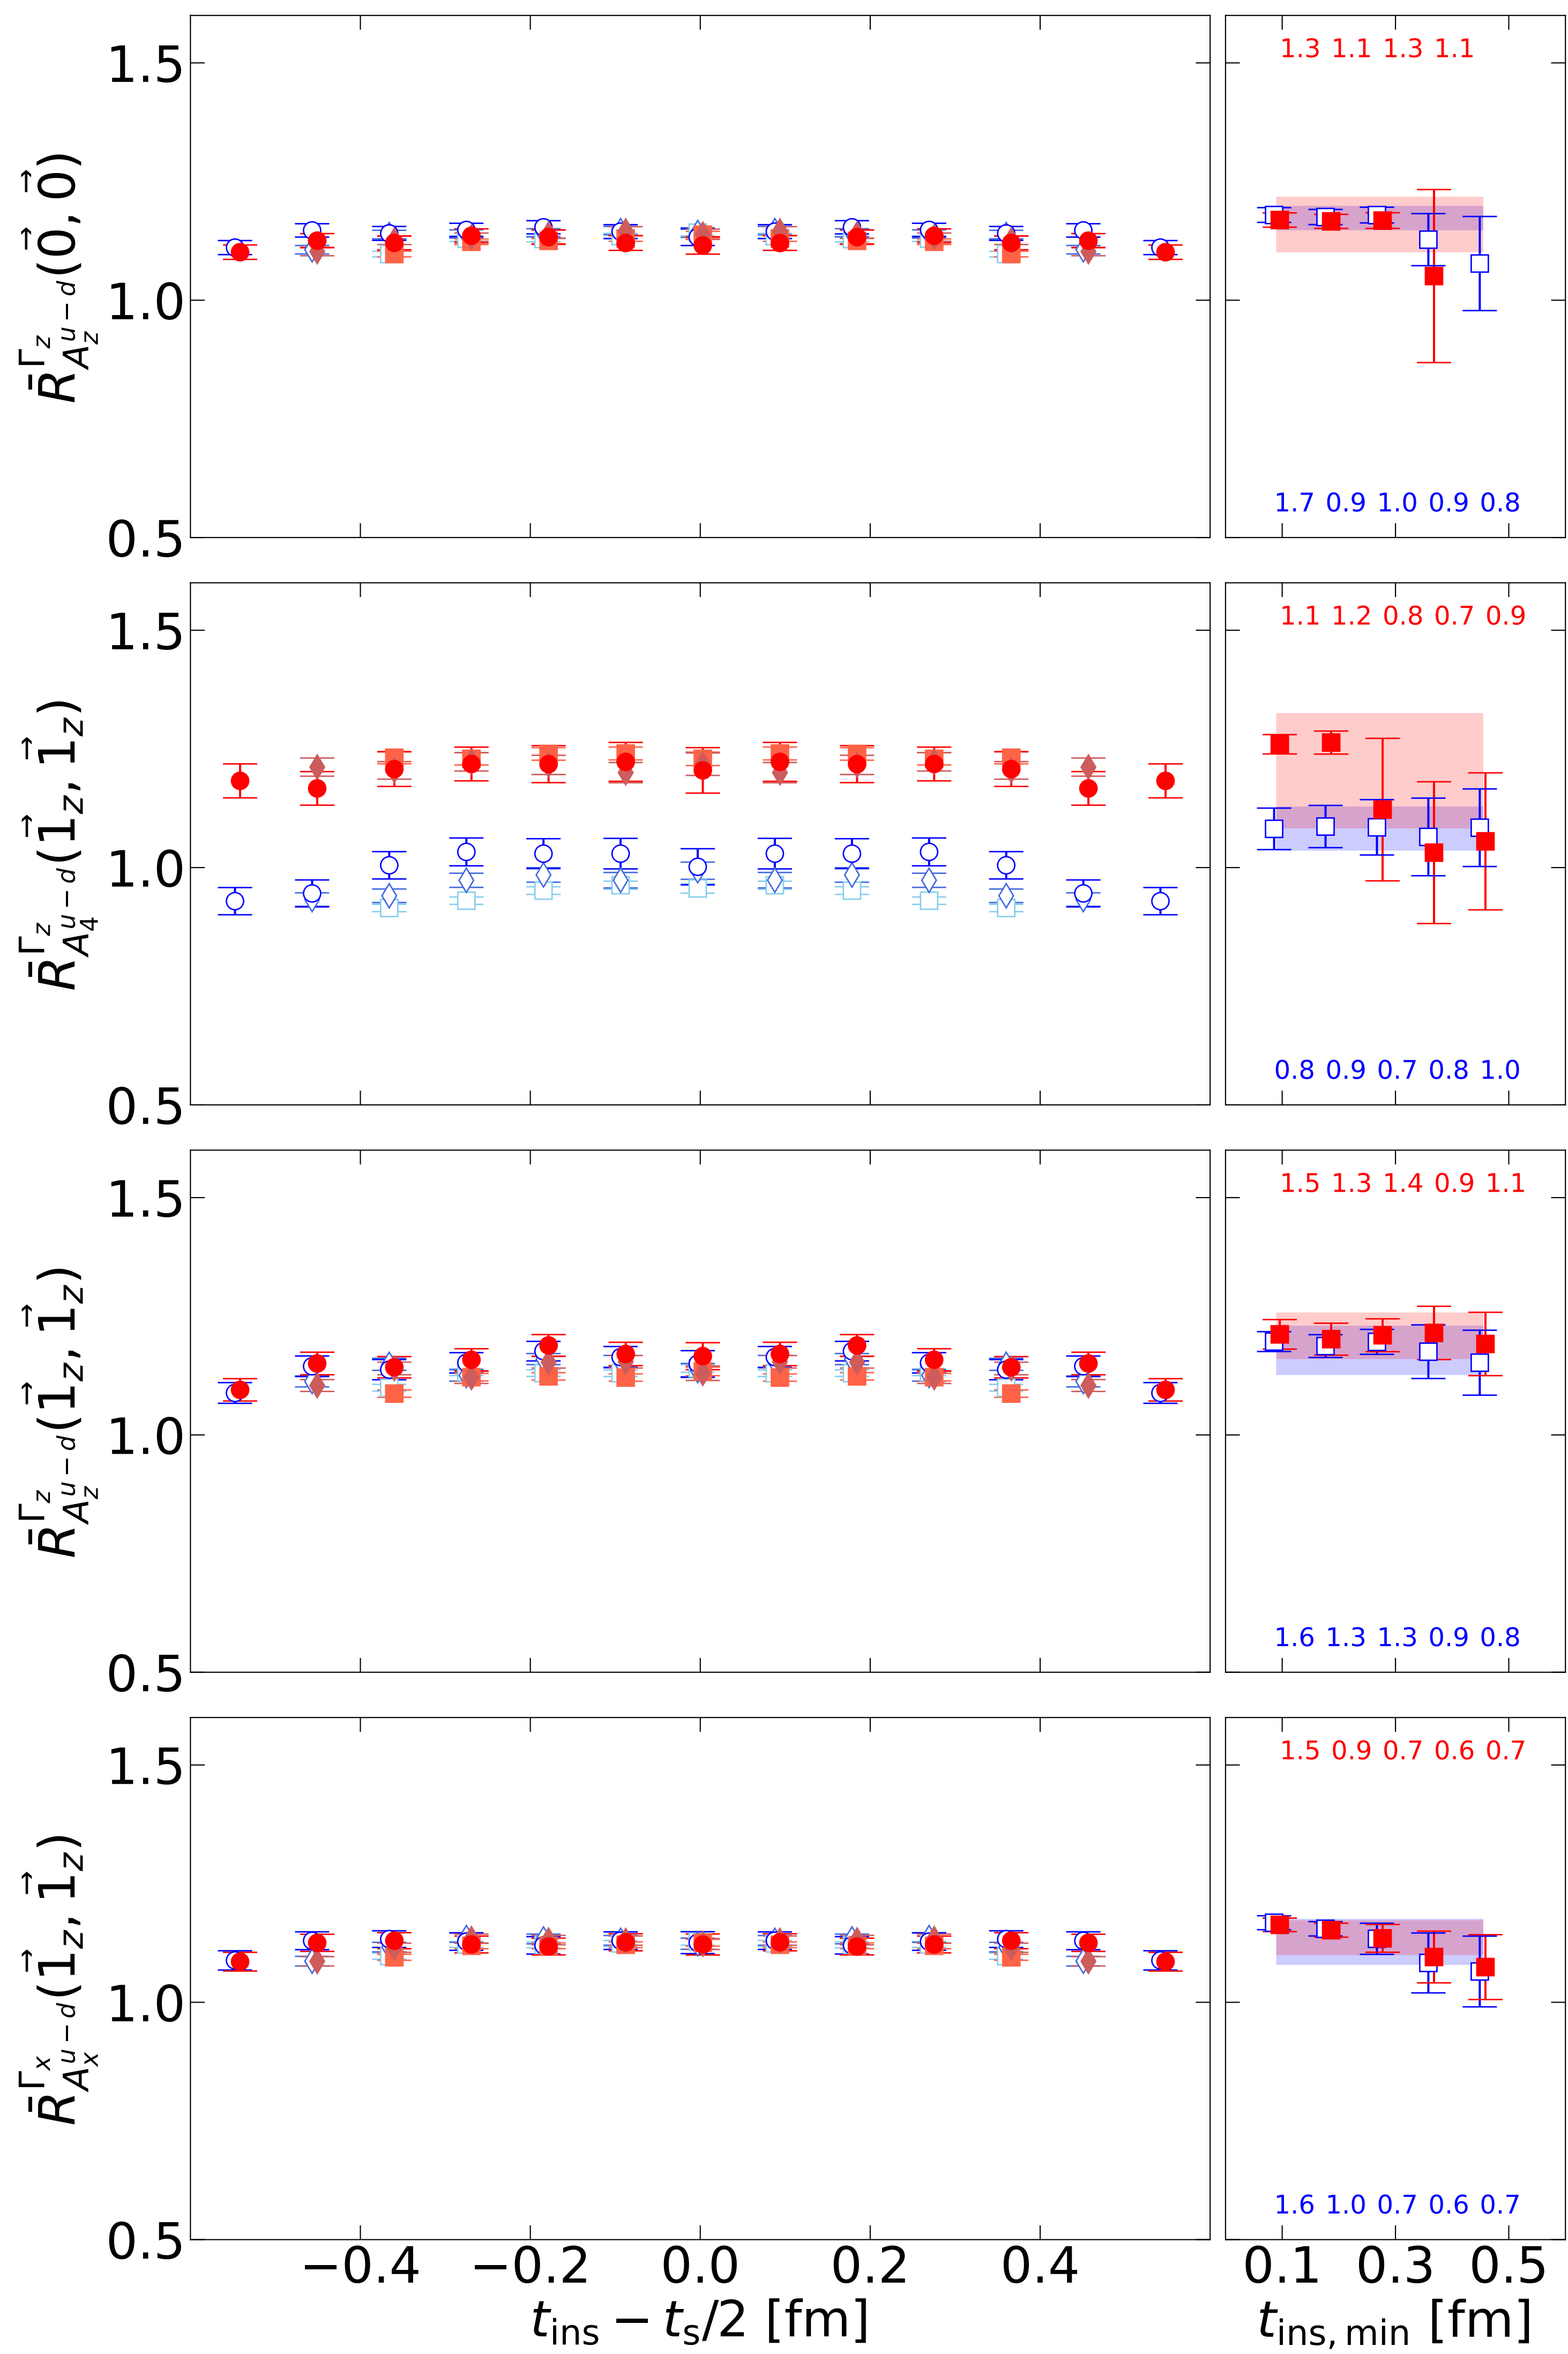 R̄^{Γ_z}_{A_z^{u−d}}(0⃗, 0⃗)
1.5
1.0
0.5
1.3 1.1 1.3 1.1
1.7 0.9 1.0 0.9 0.8
R̄^{Γ_z}_{A_4^{u−d}}(1⃗_z, 1⃗_z)
1.5
1.0
0.5
1.1 1.2 0.8 0.7 0.9
0.8 0.9 0.7 0.8 1.0
R̄^{Γ_z}_{A_z^{u−d}}(1⃗_z, 1⃗_z)
1.5
1.0
0.5
1.5 1.3 1.4 0.9 1.1
1.6 1.3 1.3 0.9 0.8
R̄^{Γ_x}_{A_x^{u−d}}(1⃗_z, 1⃗_z)
1.5
1.0
0.5
1.5 0.9 0.7 0.6 0.7
1.6 1.0 0.7 0.6 0.7
−0.4 −0.2 0.0 0.2 0.4
0.1 0.3 0.5
t_ins − t_s/2 [fm]
t_{ins, min} [fm]